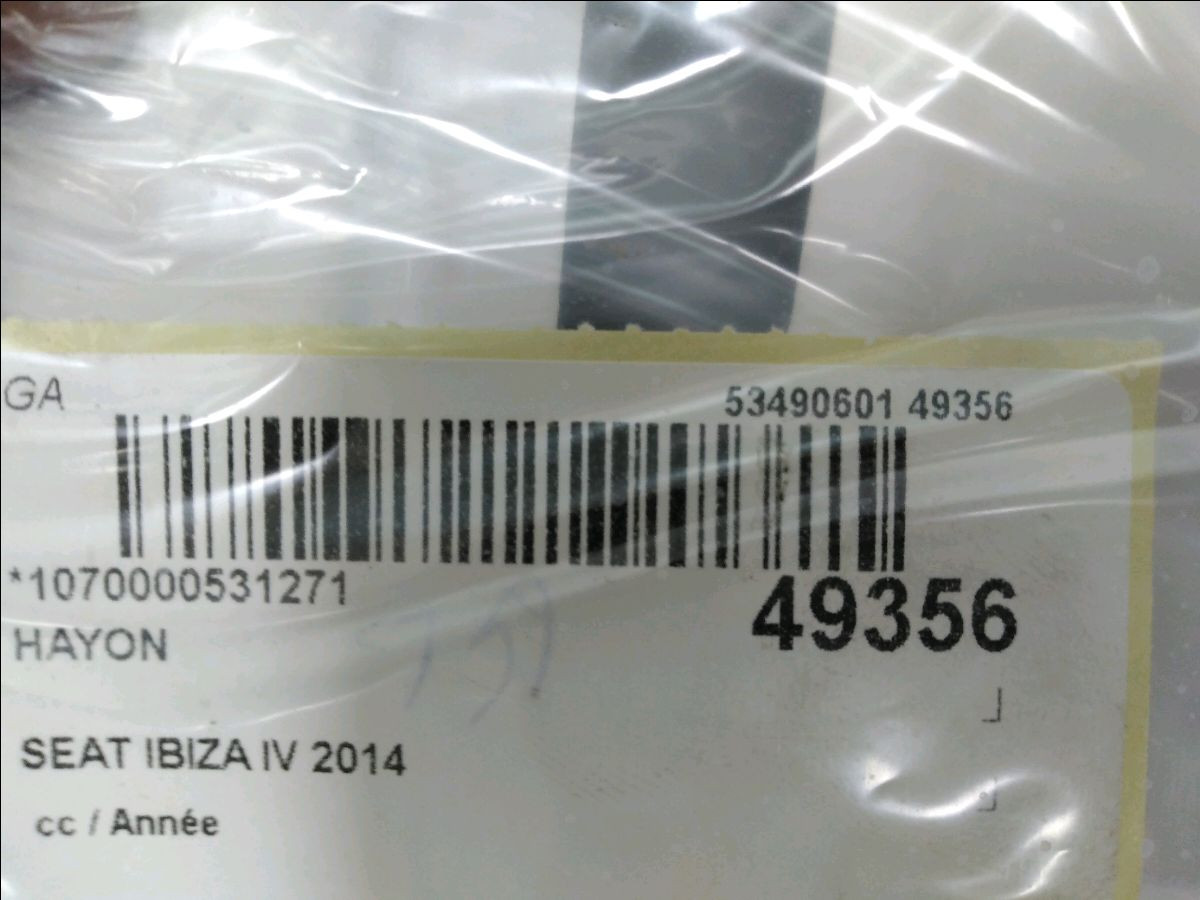 GA
53490601 49356
*1070000531271
49356
HAYON
SEAT IBIZA IV 2014
cc / Année